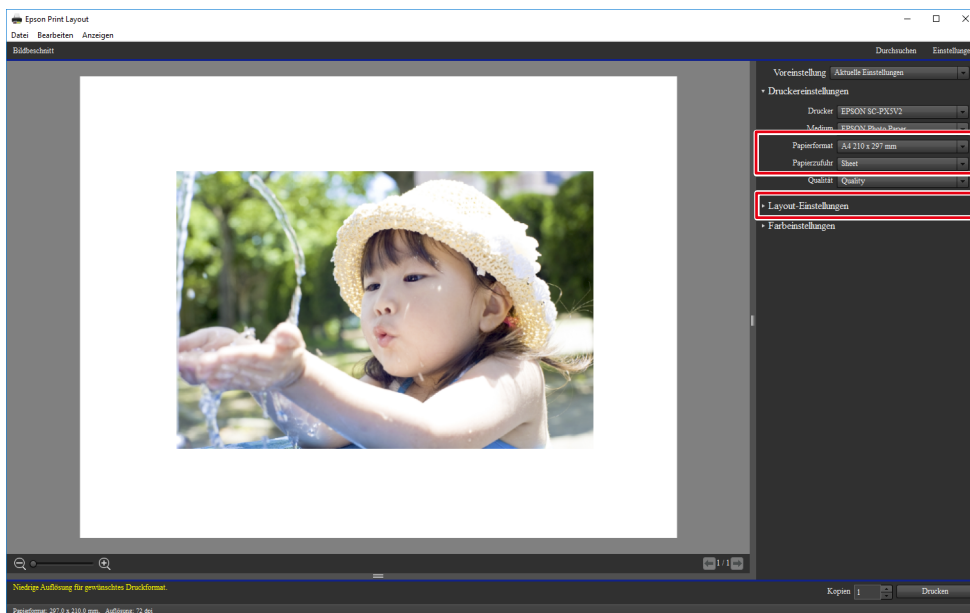 Epson Print Layout
Datei Bearbeiten Anzeigen
Bildbeschnitt
Durchsuchen Einstellunge
Voreinstellung Aktuelle Einstellungen
Druckereinstellungen
Drucker EPSON SC-PX5V2
Medium EPSON Photo Paper
Papierformat A4 210 x 297 mm
Papierzufuhr Sheet
Qualität Quality
Layout-Einstellungen
Farbeinstellungen
1 / 1
Niedrige Auflösung für gewünschtes Druckformat.
Kopien 1 Drucken
Papierformat: 297.0 x 210.0 mm, Auflösung: 72 dpi